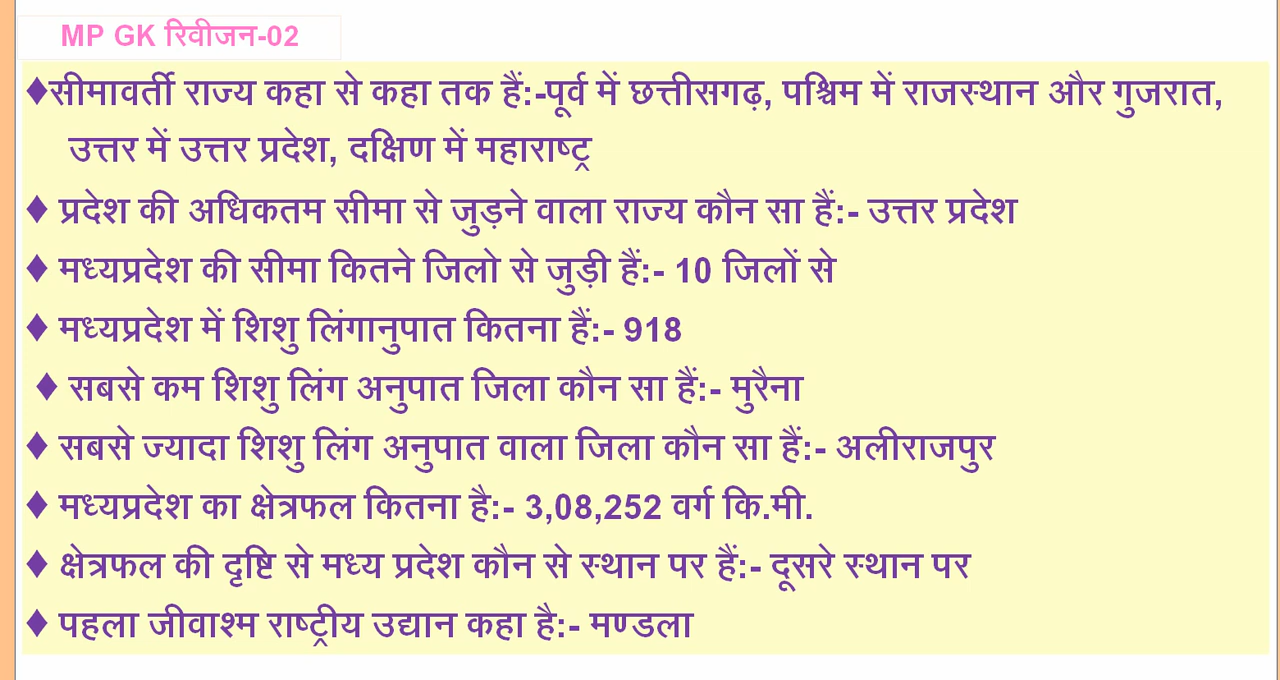 MP GK रिवीजन-02
♦सीमावर्ती राज्य कहा से कहा तक हैं:-पूर्व में छत्तीसगढ़, पश्चिम में राजस्थान और गुजरात,
उत्तर में उत्तर प्रदेश, दक्षिण में महाराष्ट्र
♦ प्रदेश की अधिकतम सीमा से जुड़ने वाला राज्य कौन सा हैं:- उत्तर प्रदेश
♦ मध्यप्रदेश की सीमा कितने जिलो से जुड़ी हैं:- 10 जिलों से
♦ मध्यप्रदेश में शिशु लिंगानुपात कितना हैं:- 918
♦ सबसे कम शिशु लिंग अनुपात जिला कौन सा हैं:- मुरैना
♦ सबसे ज्यादा शिशु लिंग अनुपात वाला जिला कौन सा हैं:- अलीराजपुर
♦ मध्यप्रदेश का क्षेत्रफल कितना है:- 3,08,252 वर्ग कि.मी.
♦ क्षेत्रफल की दृष्टि से मध्य प्रदेश कौन से स्थान पर हैं:- दूसरे स्थान पर
♦ पहला जीवाश्म राष्ट्रीय उद्यान कहा है:- मण्डला